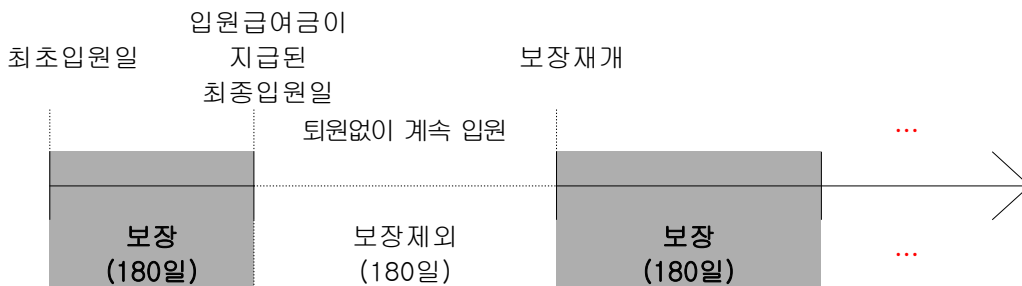 최초입원일
입원급여금이
지급된
최종입원일
보장재개
퇴원없이 계속 입원
...
보장
(180일)
보장제외
(180일)
보장
(180일)
...